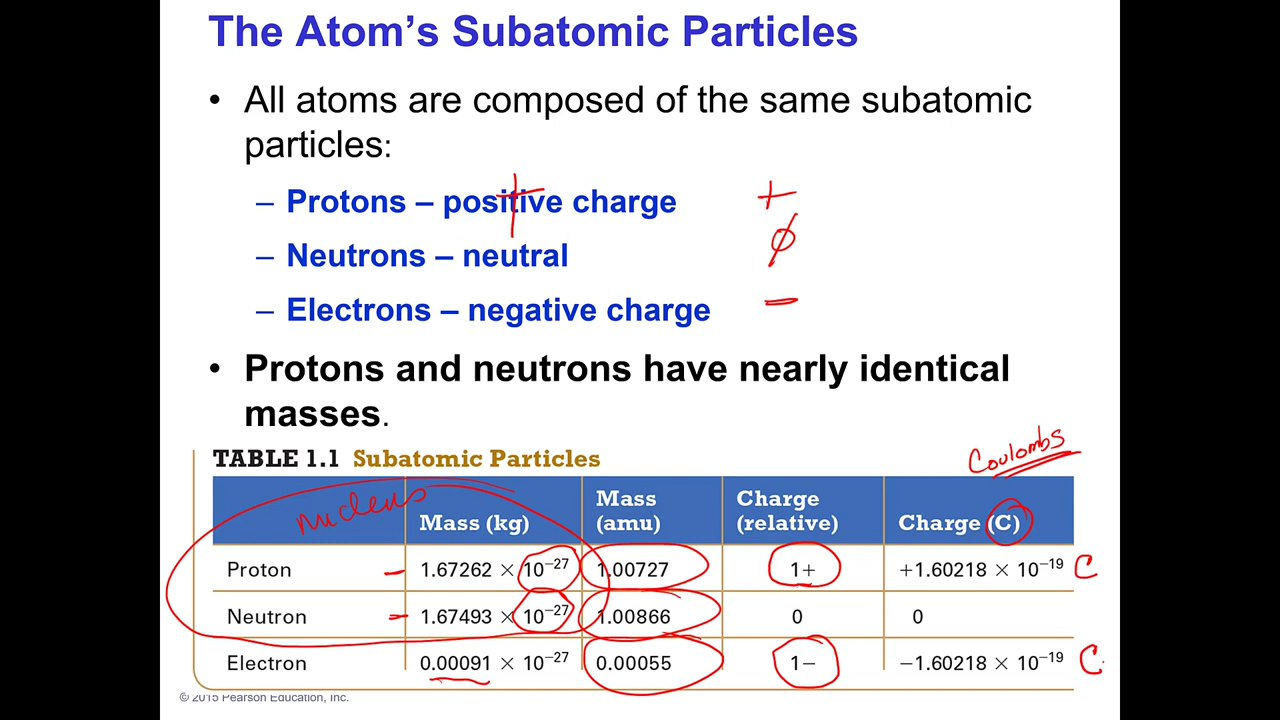 The Atom's Subatomic Particles
• All atoms are composed of the same subatomic
particles:
– Protons – positive charge +
– Neutrons – neutral ∅
– Electrons – negative charge –
• Protons and neutrons have nearly identical
masses.
Coulombs
TABLE 1.1 Subatomic Particles
nucleus
Mass (kg) Mass (amu) Charge (relative) Charge (C)
Proton – 1.67262 × 10⁻²⁷ 1.00727 1+ +1.60218 × 10⁻¹⁹ C
Neutron – 1.67493 × 10⁻²⁷ 1.00866 0 0
Electron 0.00091 × 10⁻²⁷ 0.00055 1− −1.60218 × 10⁻¹⁹ C
© 2015 Pearson Education, Inc.